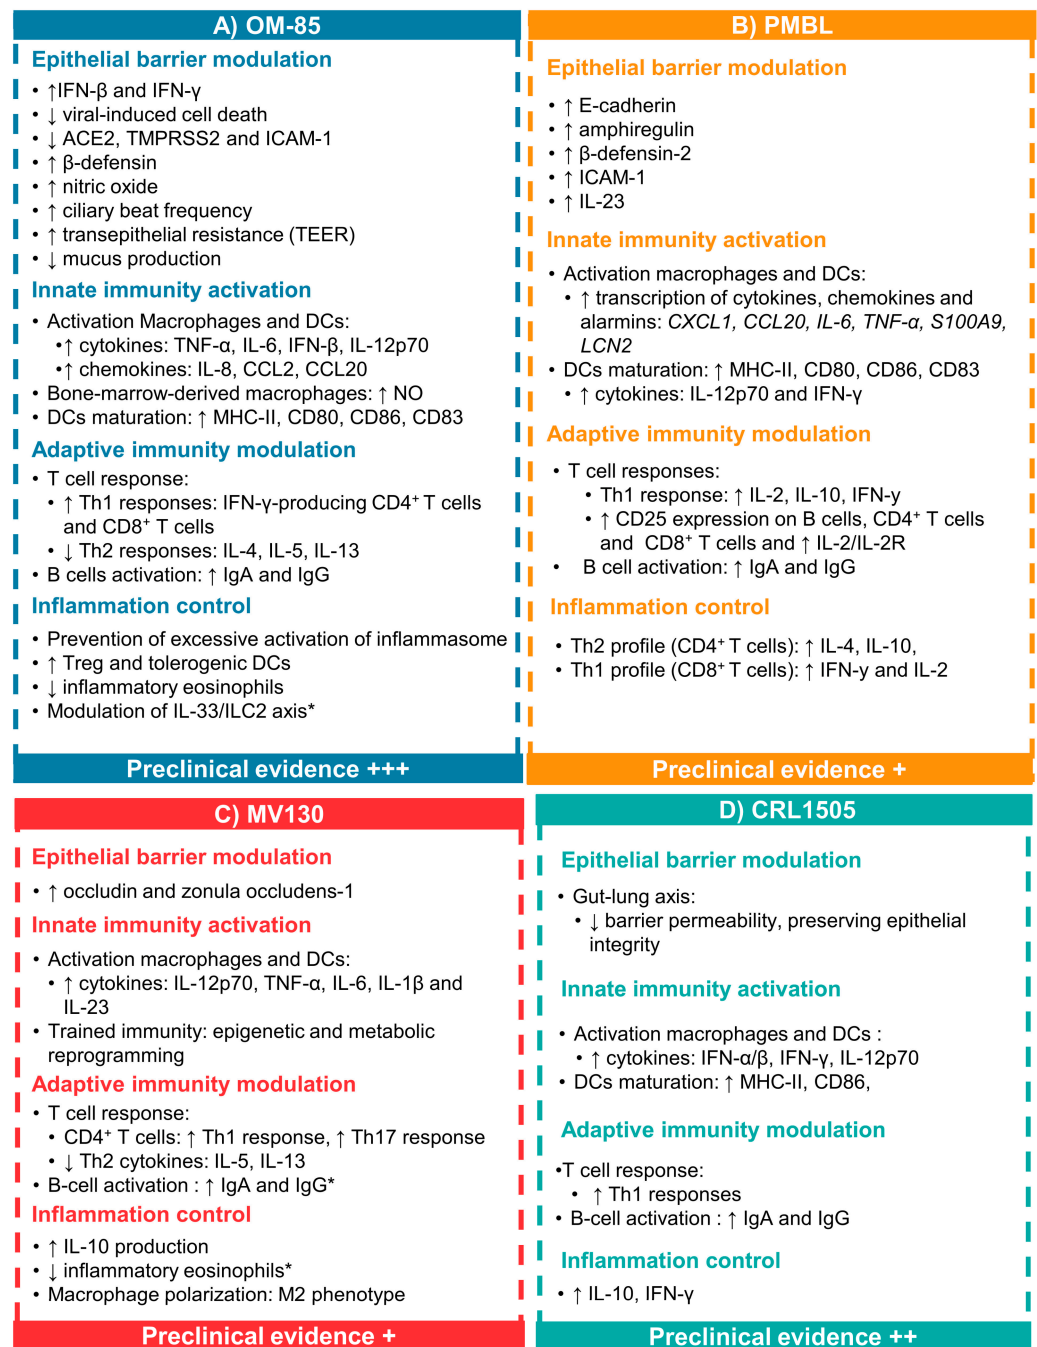 A) OM-85
Epithelial barrier modulation
• ↑IFN-β and IFN-γ
• ↓ viral-induced cell death
• ↓ ACE2, TMPRSS2 and ICAM-1
• ↑ β-defensin
• ↑ nitric oxide
• ↑ ciliary beat frequency
• ↑ transepithelial resistance (TEER)
• ↓ mucus production
Innate immunity activation
• Activation Macrophages and DCs:
•↑ cytokines: TNF-α, IL-6, IFN-β, IL-12p70
•↑ chemokines: IL-8, CCL2, CCL20
• Bone-marrow-derived macrophages: ↑ NO
• DCs maturation: ↑ MHC-II, CD80, CD86, CD83
Adaptive immunity modulation
• T cell response:
• ↑ Th1 responses: IFN-γ-producing CD4⁺ T cells
and CD8⁺ T cells
• ↓ Th2 responses: IL-4, IL-5, IL-13
• B cells activation: ↑ IgA and IgG
Inflammation control
• Prevention of excessive activation of inflammasome
• ↑ Treg and tolerogenic DCs
• ↓ inflammatory eosinophils
• Modulation of IL-33/ILC2 axis*
Preclinical evidence +++
B) PMBL
Epithelial barrier modulation
• ↑ E-cadherin
• ↑ amphiregulin
• ↑ β-defensin-2
• ↑ ICAM-1
• ↑ IL-23
Innate immunity activation
• Activation macrophages and DCs:
• ↑ transcription of cytokines, chemokines and
alarmins: CXCL1, CCL20, IL-6, TNF-α, S100A9,
LCN2
• DCs maturation: ↑ MHC-II, CD80, CD86, CD83
• ↑ cytokines: IL-12p70 and IFN-γ
Adaptive immunity modulation
• T cell responses:
• Th1 response: ↑ IL-2, IL-10, IFN-y
• ↑ CD25 expression on B cells, CD4⁺ T cells
and CD8⁺ T cells and ↑ IL-2/IL-2R
• B cell activation: ↑ IgA and IgG
Inflammation control
• Th2 profile (CD4⁺ T cells): ↑ IL-4, IL-10,
• Th1 profile (CD8⁺ T cells): ↑ IFN-y and IL-2
Preclinical evidence +
C) MV130
Epithelial barrier modulation
• ↑ occludin and zonula occludens-1
Innate immunity activation
• Activation macrophages and DCs:
• ↑ cytokines: IL-12p70, TNF-α, IL-6, IL-1β and
IL-23
• Trained immunity: epigenetic and metabolic
reprogramming
Adaptive immunity modulation
• T cell response:
• CD4⁺ T cells: ↑ Th1 response, ↑ Th17 response
• ↓ Th2 cytokines: IL-5, IL-13
• B-cell activation : ↑ IgA and IgG*
Inflammation control
• ↑ IL-10 production
• ↓ inflammatory eosinophils*
• Macrophage polarization: M2 phenotype
Preclinical evidence +
D) CRL1505
Epithelial barrier modulation
• Gut-lung axis:
• ↓ barrier permeability, preserving epithelial
integrity
Innate immunity activation
• Activation macrophages and DCs :
• ↑ cytokines: IFN-α/β, IFN-γ, IL-12p70
• DCs maturation: ↑ MHC-II, CD86,
Adaptive immunity modulation
•T cell response:
• ↑ Th1 responses
• B-cell activation : ↑ IgA and IgG
Inflammation control
• ↑ IL-10, IFN-γ
Preclinical evidence ++